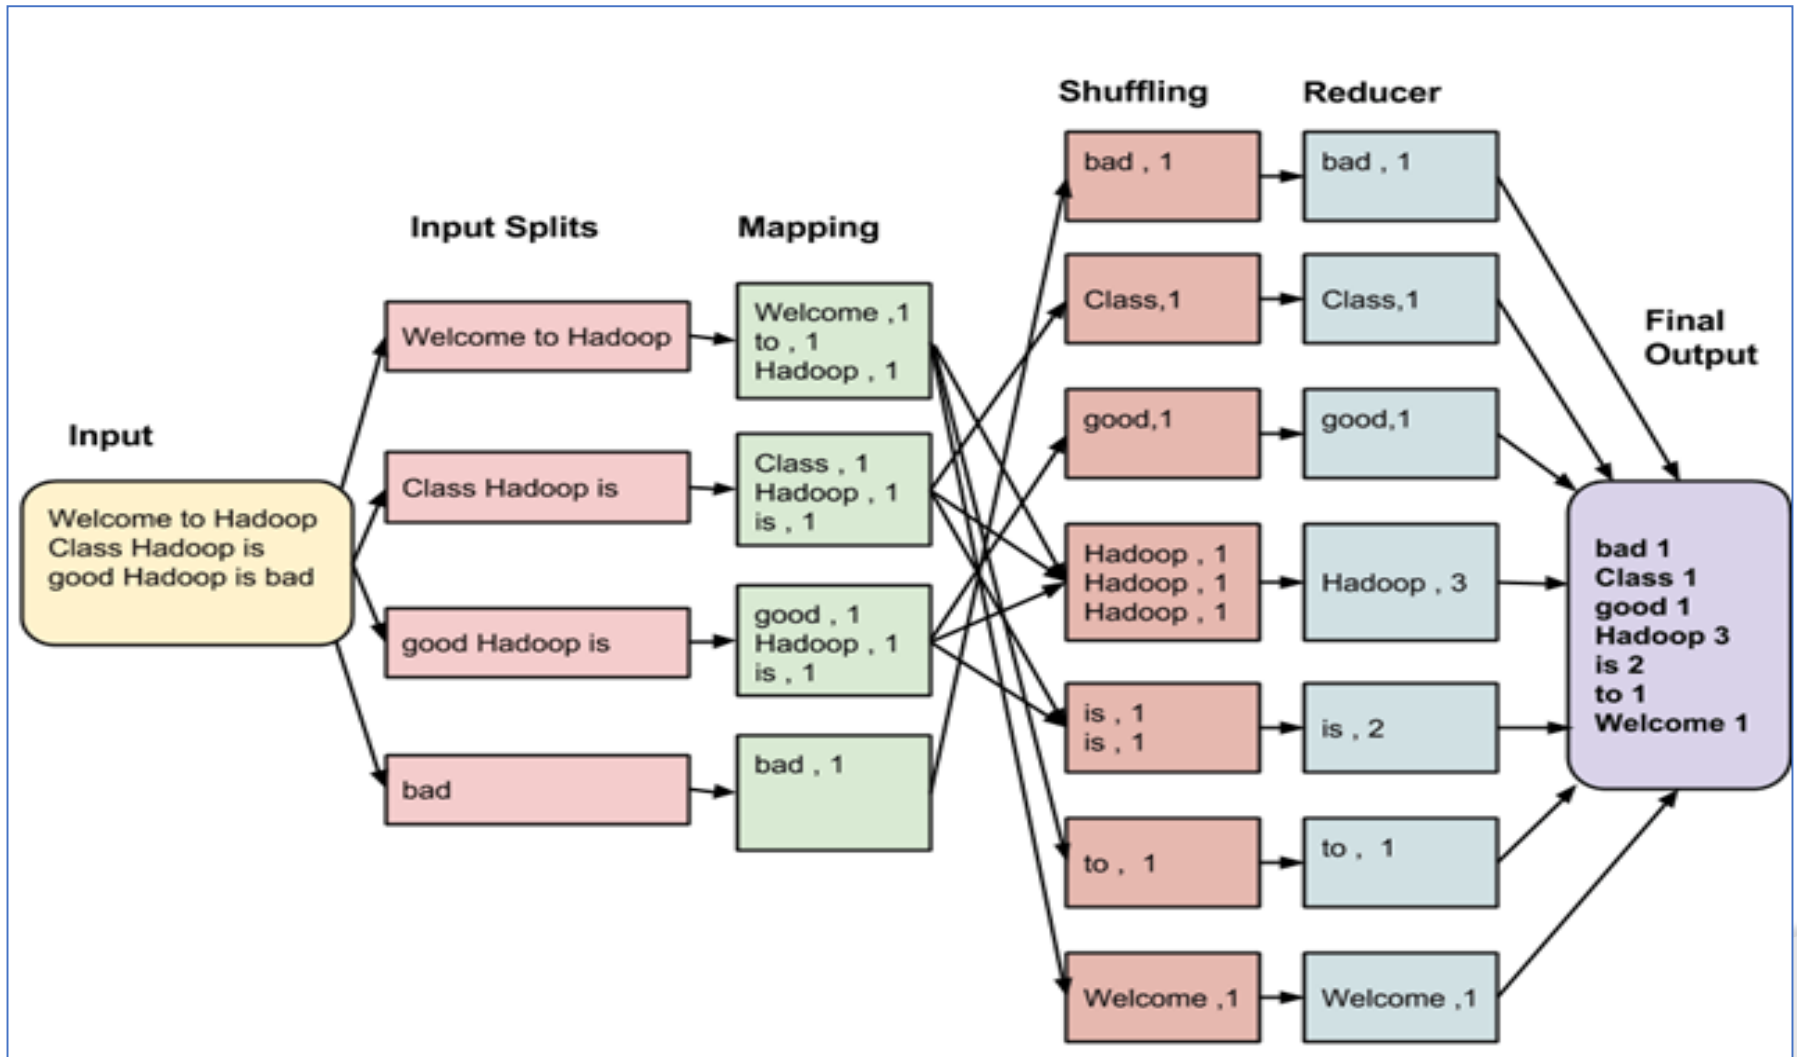 Input
Welcome to Hadoop
Class Hadoop is
good Hadoop is bad
Input Splits
Welcome to Hadoop
Class Hadoop is
good Hadoop is
bad
Mapping
Welcome ,1
to , 1
Hadoop , 1
Class , 1
Hadoop , 1
is , 1
good , 1
Hadoop , 1
is , 1
bad , 1
Shuffling
bad , 1
Class,1
good,1
Hadoop , 1
Hadoop , 1
Hadoop , 1
is , 1
is , 1
to ,  1
Welcome ,1
Reducer
bad , 1
Class,1
good,1
Hadoop , 3
is , 2
to ,  1
Welcome ,1
Final
Output
bad 1
Class 1
good 1
Hadoop 3
is 2
to 1
Welcome 1